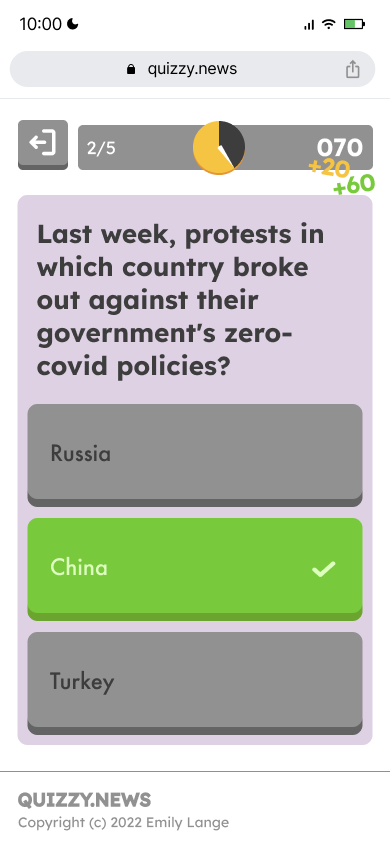 10:00
quizzy.news
2/5
070
+20
+60
Last week, protests in
which country broke
out against their
government's zero-
covid policies?
Russia
China
Turkey
QUIZZY.NEWS
Copyright (c) 2022 Emily Lange